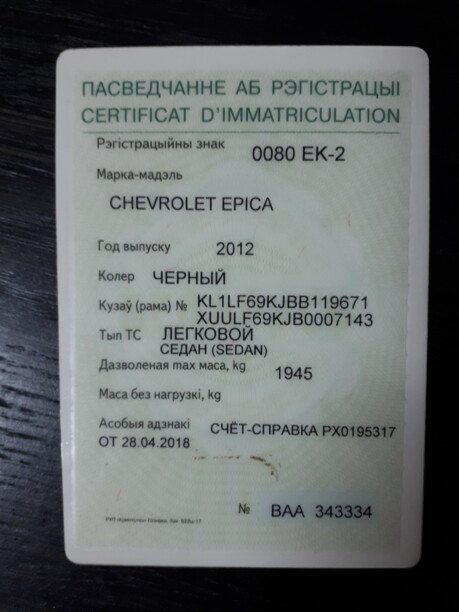 ПАСВЕДЧАННЕ АБ РЭГІСТРАЦЫІ
CERTIFICAT D'IMMATRICULATION
Рэгістрацыйны знак 0080 EK-2
Марка-мадэль
CHEVROLET EPICA
Год выпуску 2012
Колер ЧЕРНЫЙ
Кузаў (рама) № KL1LF69KJBB119671
XUULF69KJB0007143
Тып ТС ЛЕГКОВОЙ
СЕДАН (SEDAN)
Дазволеная max маса, kg 1945
Маса без нагрузкі, kg
Асобыя адзнакі СЧЁТ-СПРАВКА РХ0195317
ОТ 28.04.2018
№ ВАА 343334